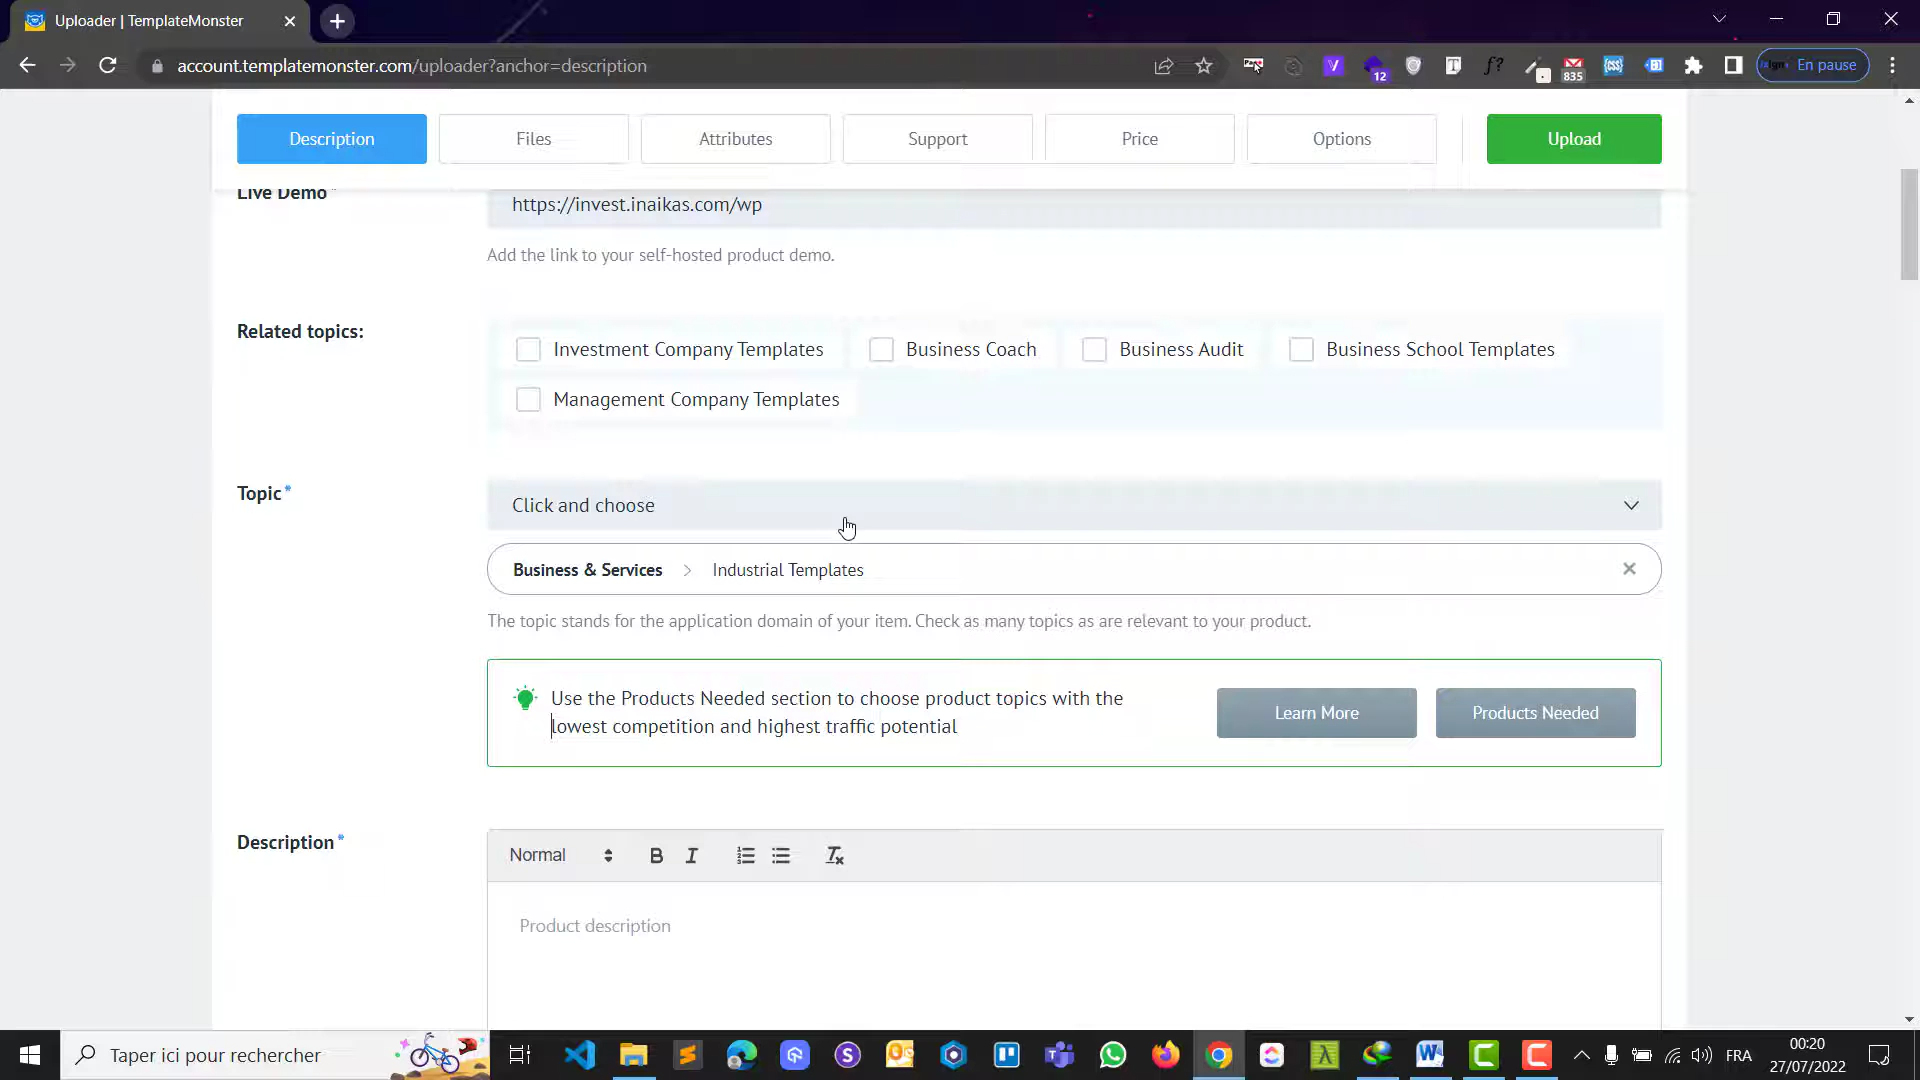 Uploader | TemplateMonster
account.templatemonster.com/uploader?anchor=description
12
835
En pause
Description
Files
Attributes
Support
Price
Options
Upload
Live Demo *
https://invest.inaikas.com/wp
Add the link to your self-hosted product demo.
Related topics:
Investment Company Templates
Business Coach
Business Audit
Business School Templates
Management Company Templates
Topic *
Click and choose
Business & Services > Industrial Templates
The topic stands for the application domain of your item. Check as many topics as are relevant to your product.
Use the Products Needed section to choose product topics with the
lowest competition and highest traffic potential
Learn More
Products Needed
Description *
Normal
Product description
Taper ici pour rechercher
FRA
00:20
27/07/2022